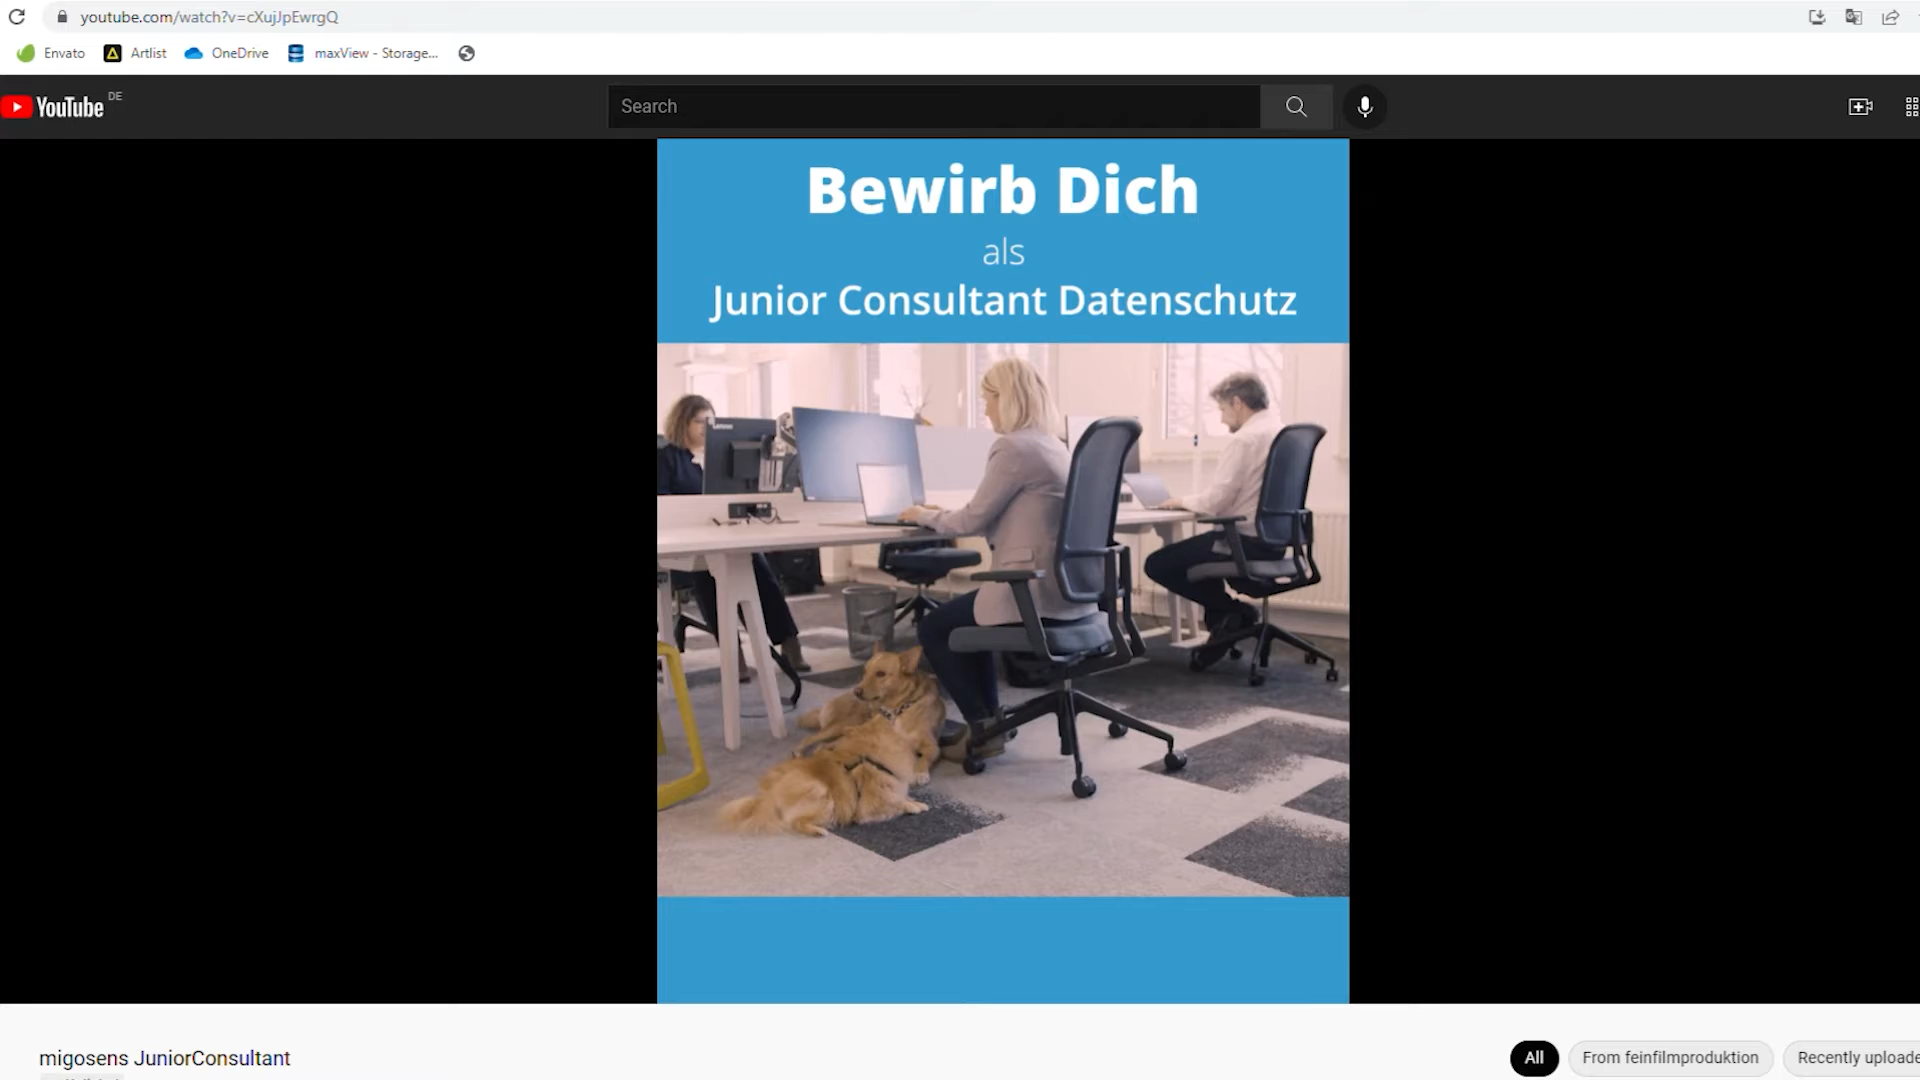 youtube.com/watch?v=cXujJpEwrgQ
Envato
Artlist
OneDrive
maxView - Storage...
YouTube DE
Search
Bewirb Dich
als
Junior Consultant Datenschutz
Lenovo
migosens JuniorConsultant
All
From feinfilmproduktion
Recently uploade